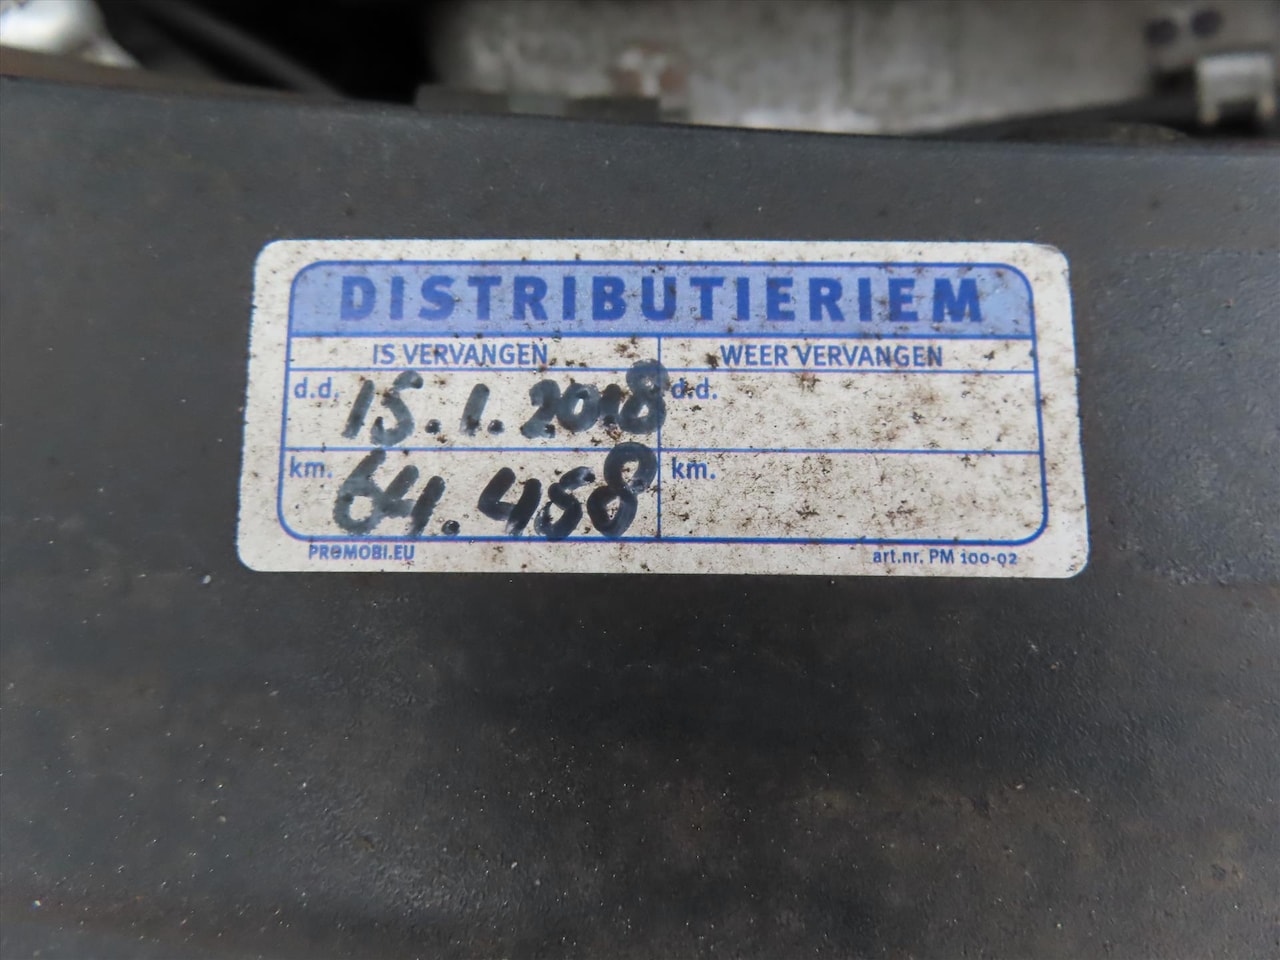 DISTRIBUTIERIEM
IS VERVANGEN WEER VERVANGEN
d.d. 15.1.2018 d.d.
km. 64.458 km.
PROMOBI.EU art.nr. PM 100-02